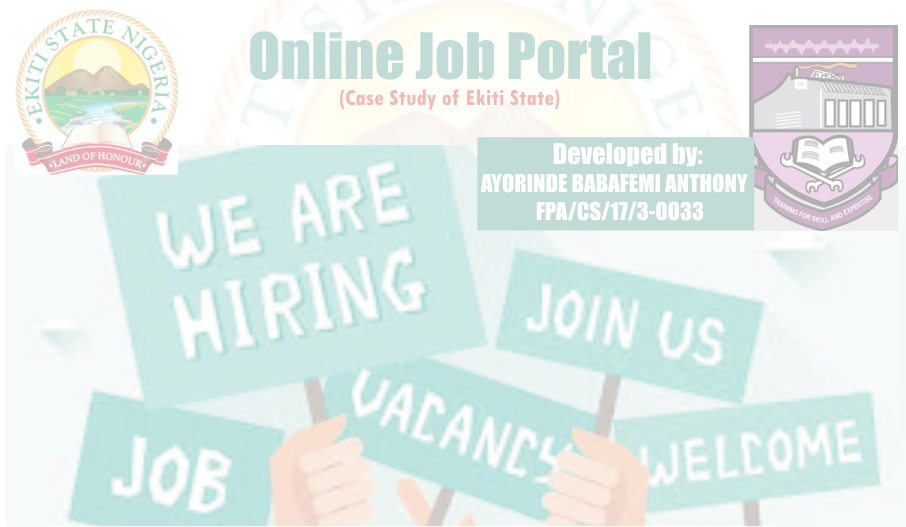 EKITI STATE NIGERIA
LAND OF HONOUR
Online Job Portal
(Case Study of Ekiti State)
Developed by:
AYORINDE BABAFEMI ANTHONY
FPA/CS/17/3-0033
TRAINING FOR SKILL AND EXPERTISE
WE ARE
HIRING
JOIN US
VACANCY
JOB
WELCOME